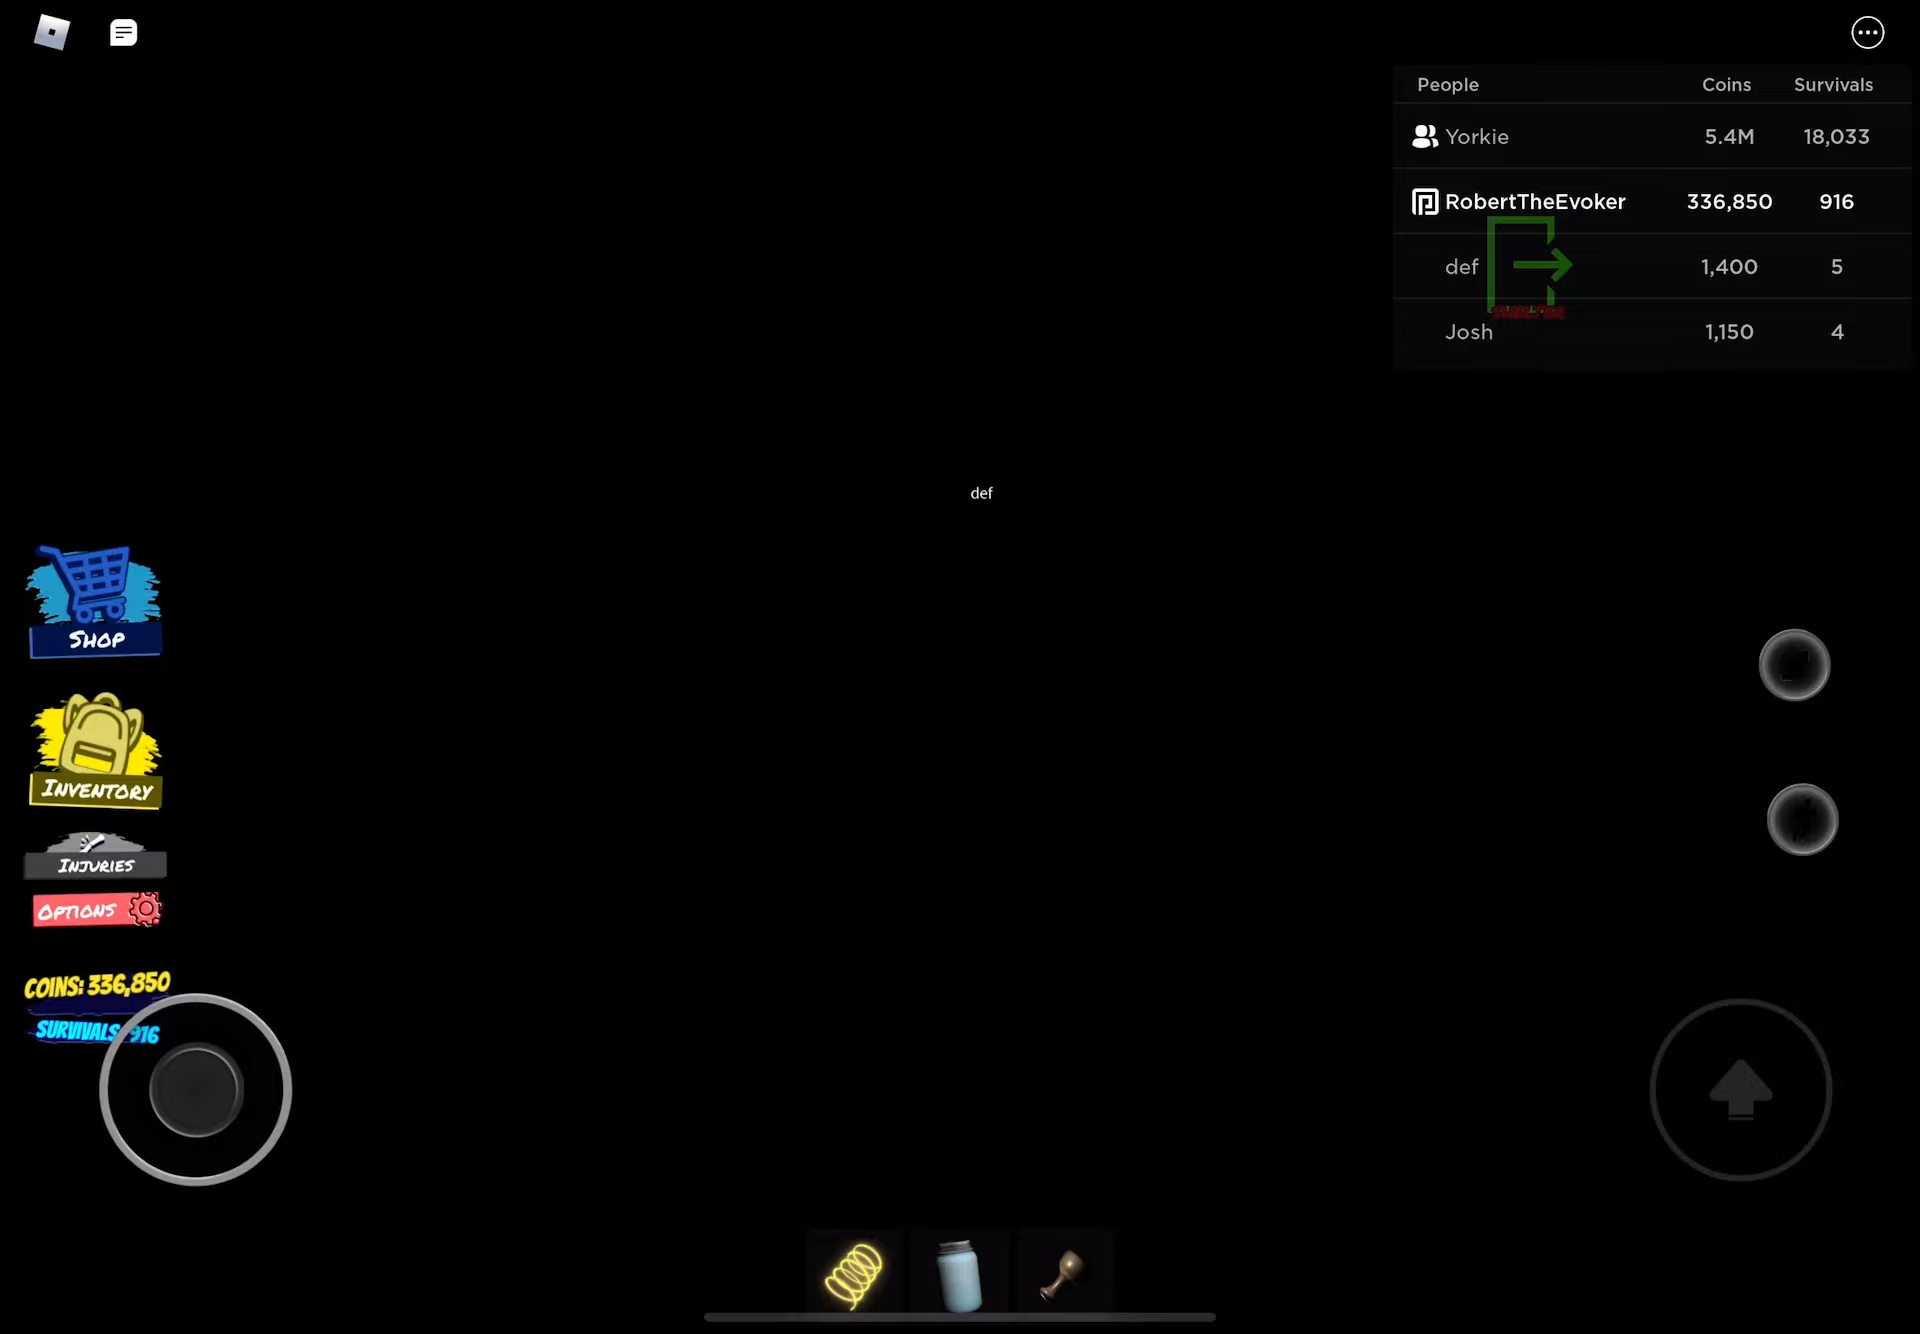 People Coins Survivals
Yorkie 5.4M 18,033
RobertTheEvoker 336,850 916
def 1,400 5
SHELTER
Josh 1,150 4
def
SHOP
INVENTORY
INJURIES
OPTIONS
COINS: 336,850
SURVIVALS: 916